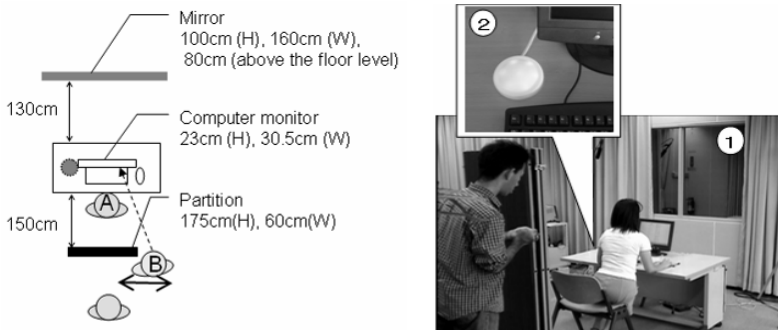 Mirror
100cm (H), 160cm (W),
80cm (above the floor level)
130cm
Computer monitor
23cm (H), 30.5cm (W)
A
150cm
Partition
175cm(H), 60cm(W)
B
2
1